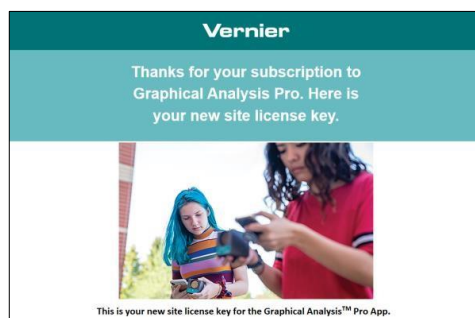 Vernier
Thanks for your subscription to
Graphical Analysis Pro. Here is
your new site license key.
This is your new site license key for the Graphical Analysis™ Pro App.